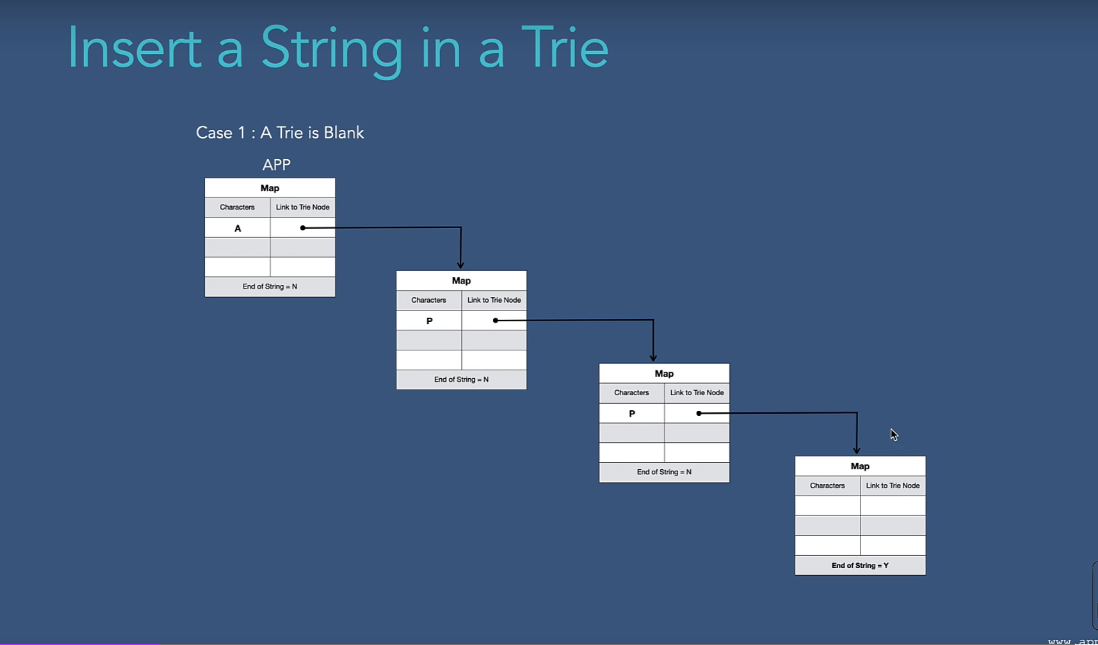 Insert a String in a Trie
Case 1 : A Trie is Blank
APP
Map
Characters Link to Trie Node
A
End of String = N
Map
Characters Link to Trie Node
P
End of String = N
Map
Characters Link to Trie Node
P
End of String = N
Map
Characters Link to Trie Node
End of String = Y